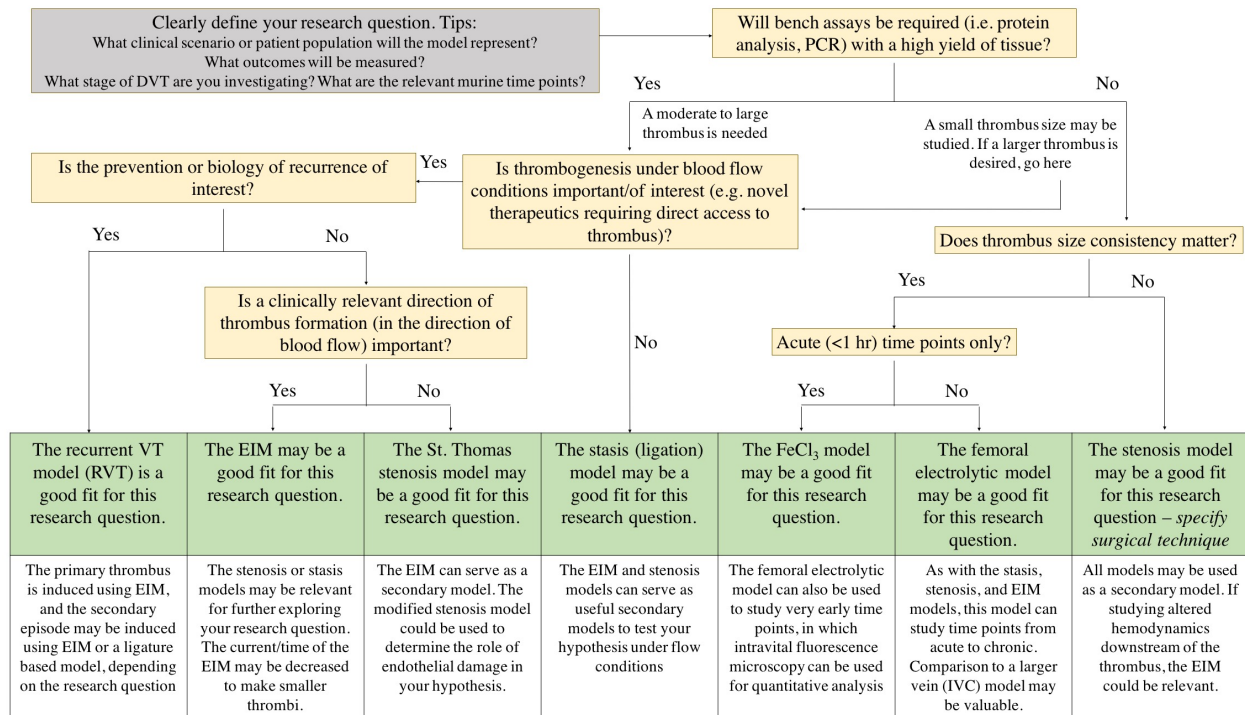 Clearly define your research question. Tips:
What clinical scenario or patient population will the model represent?
What outcomes will be measured?
What stage of DVT are you investigating? What are the relevant murine time points?
Will bench assays be required (i.e. protein
analysis, PCR) with a high yield of tissue?
Yes
No
A moderate to large
thrombus is needed
A small thrombus size may be
studied. If a larger thrombus is
desired, go here
Is the prevention or biology of recurrence of
interest?
Yes
Is thrombogenesis under blood flow
conditions important/of interest (e.g. novel
therapeutics requiring direct access to
thrombus)?
Yes
No
Does thrombus size consistency matter?
Is a clinically relevant direction of
thrombus formation (in the direction of
blood flow) important?
No
Yes
No
Acute (<1 hr) time points only?
Yes
No
Yes
No
The recurrent VT
model (RVT) is a
good fit for this
research question.
The EIM may be a
good fit for this
research question.
The St. Thomas
stenosis model may
be a good fit for this
research question.
The stasis (ligation)
model may be a
good fit for this
research question.
The FeCl₃ model
may be a good fit
for this research
question.
The femoral
electrolytic model
may be a good fit
for this research
question.
The stenosis model
may be a good fit
for this research
question – specify
surgical technique
The primary thrombus
is induced using EIM,
and the secondary
episode may be induced
using EIM or a ligature
based model, depending
on the research question
The stenosis or stasis
models may be relevant
for further exploring
your research question.
The current/time of the
EIM may be decreased
to make smaller
thrombi.
The EIM can serve as a
secondary model. The
modified stenosis model
could be used to
determine the role of
endothelial damage in
your hypothesis.
The EIM and stenosis
models can serve as
useful secondary
models to test your
hypothesis under flow
conditions
The femoral electrolytic
model can also be used
to study very early time
points, in which
intravital fluorescence
microscopy can be used
for quantitative analysis
As with the stasis,
stenosis, and EIM
models, this model can
study time points from
acute to chronic.
Comparison to a larger
vein (IVC) model may
be valuable.
All models may be used
as a secondary model. If
studying altered
hemodynamics
downstream of the
thrombus, the EIM
could be relevant.